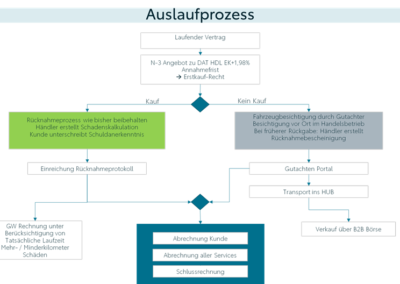 Auslaufprozess
Laufender Vertrag
N-3 Angebot zu DAT HDL EK+1,98%
Annahmefrist
→ Erstkauf-Recht
Kauf
Kein Kauf
Rücknahmeprozess wie bisher beibehalten
Händler erstellt Schadenskalkulation
Kunde unterschreibt Schuldanerkenntnis
Fahrzeugbesichtigung durch Gutachter
Besichtigung vor Ort im Handelsbetrieb.
Bei früherer Rückgabe: Händler erstellt
Rücknahmebescheinigung
Einreichung Rücknahmeprotokoll
Gutachten Portal
Transport ins HUB
GW Rechnung unter
Berücksichtigung von
Tatsächliche Laufzeit
Mehr- / Minderkilometer
Schäden
Abrechnung Kunde
Abrechnung aller Services
Schlussrechnung
Verkauf über B2B Börse